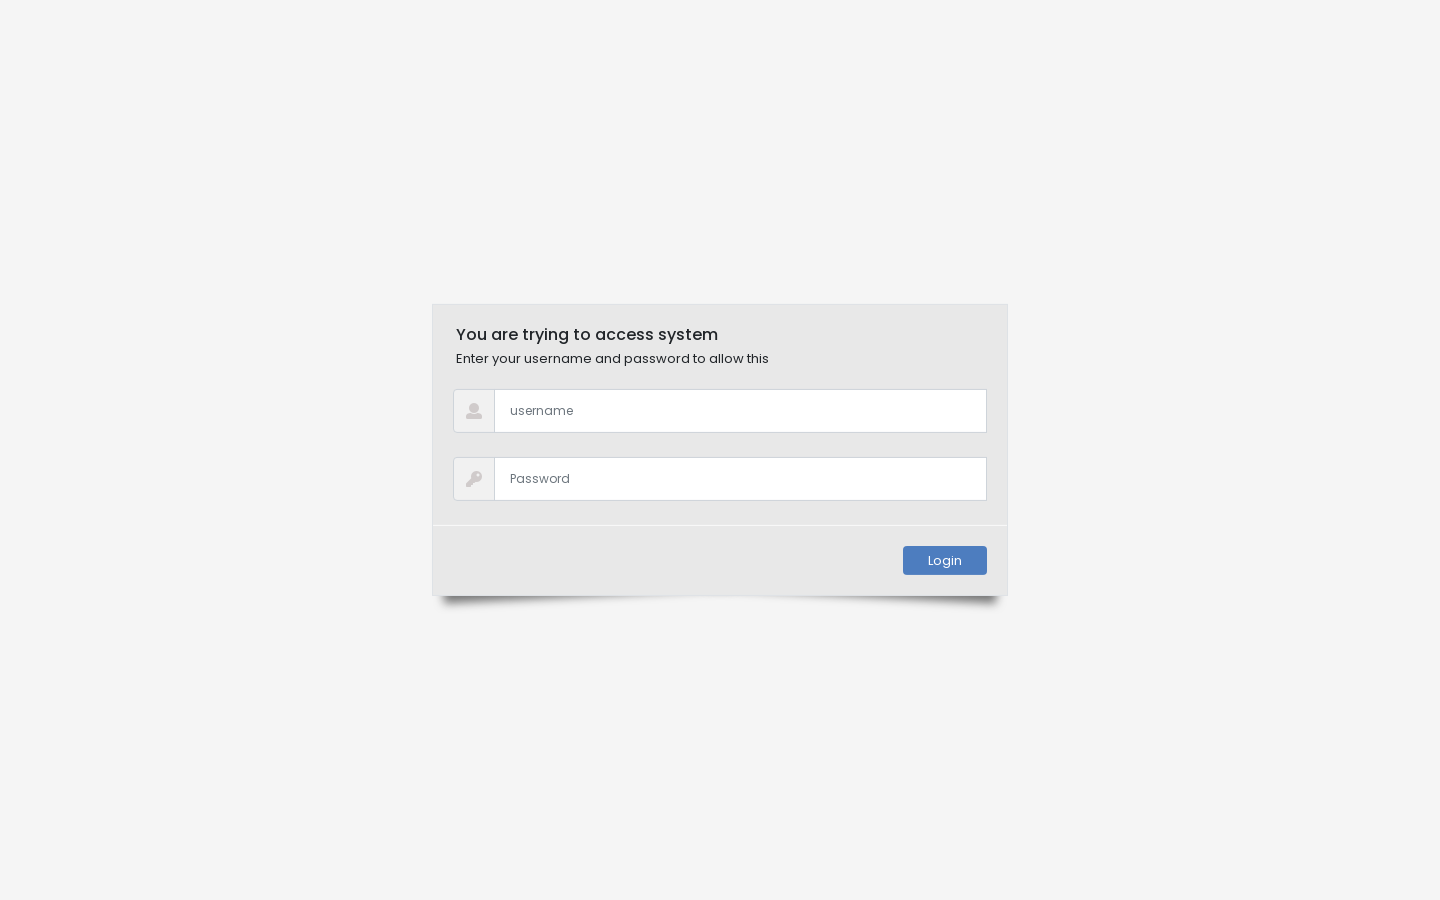 You are trying to access system
Enter your username and password to allow this
username
Password
Login